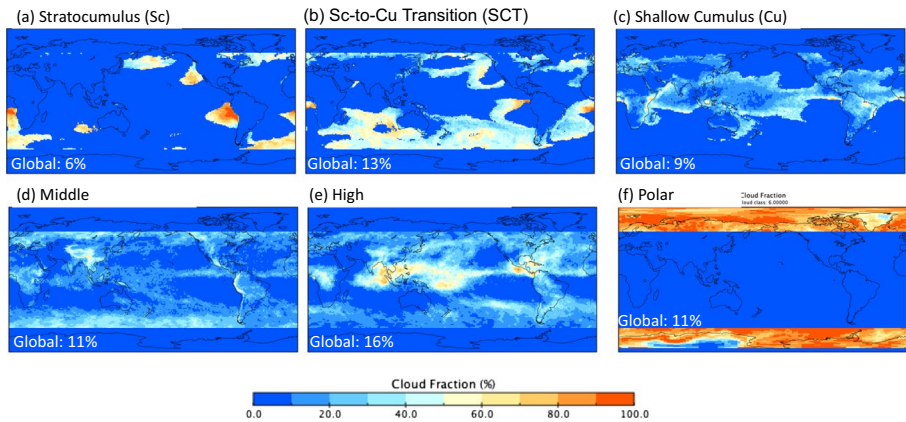 (a) Stratocumulus (Sc)
(b) Sc-to-Cu Transition (SCT)
(c) Shallow Cumulus (Cu)
Global: 6%
Global: 13%
Global: 9%
(d) Middle
(e) High
(f) Polar
Cloud Fraction
loud class: 6.00000
Global: 11%
Global: 16%
Global: 11%
Cloud Fraction (%)
0.0 20.0 40.0 60.0 80.0 100.0